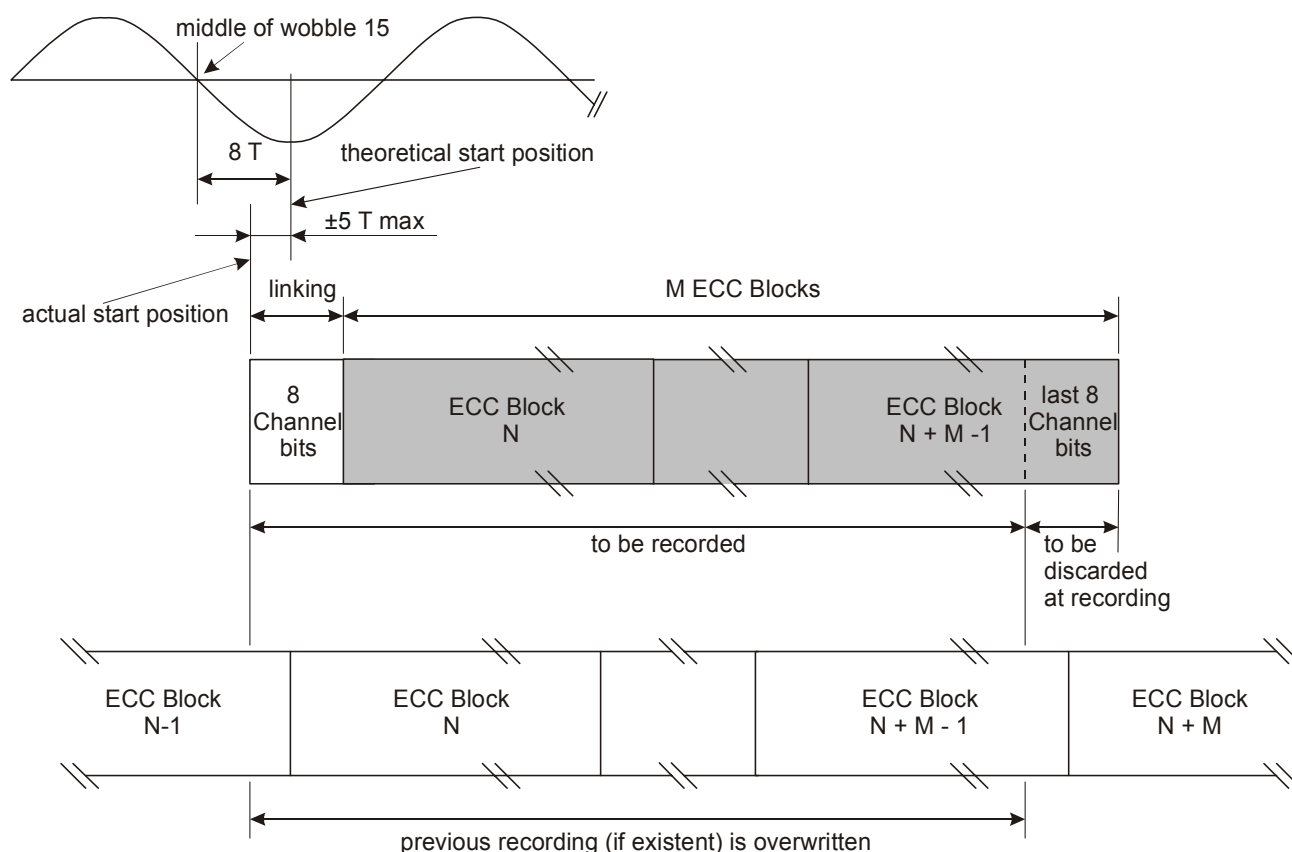 middle of wobble 15
8 T
theoretical start position
±5 T max
actual start position
linking
M ECC Blocks
8
Channel
bits
ECC Block
N
ECC Block
N + M -1
last 8
Channel
bits
to be recorded
to be
discarded
at recording
ECC Block
N-1
ECC Block
N
ECC Block
N + M - 1
ECC Block
N + M
previous recording (if existent) is overwritten